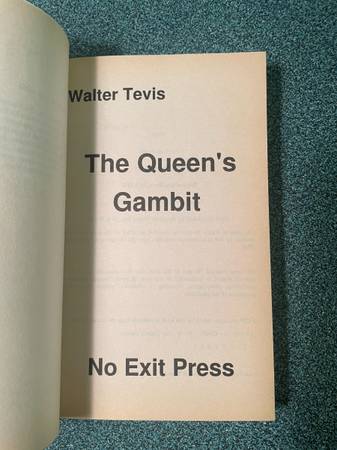 Walter Tevis
The Queen's
Gambit
No Exit Press